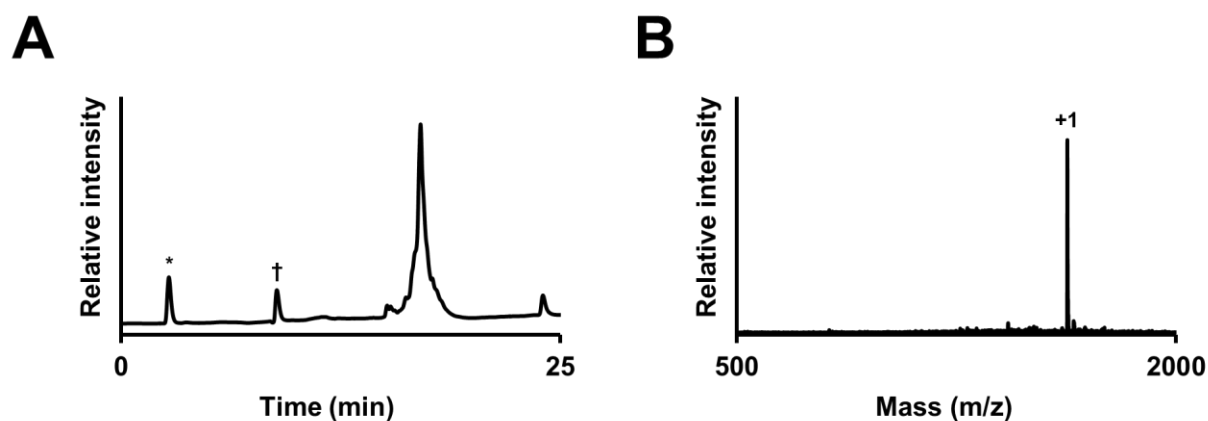 A
Relative intensity
*
†
0
25
Time (min)
B
Relative intensity
+1
500
2000
Mass (m/z)